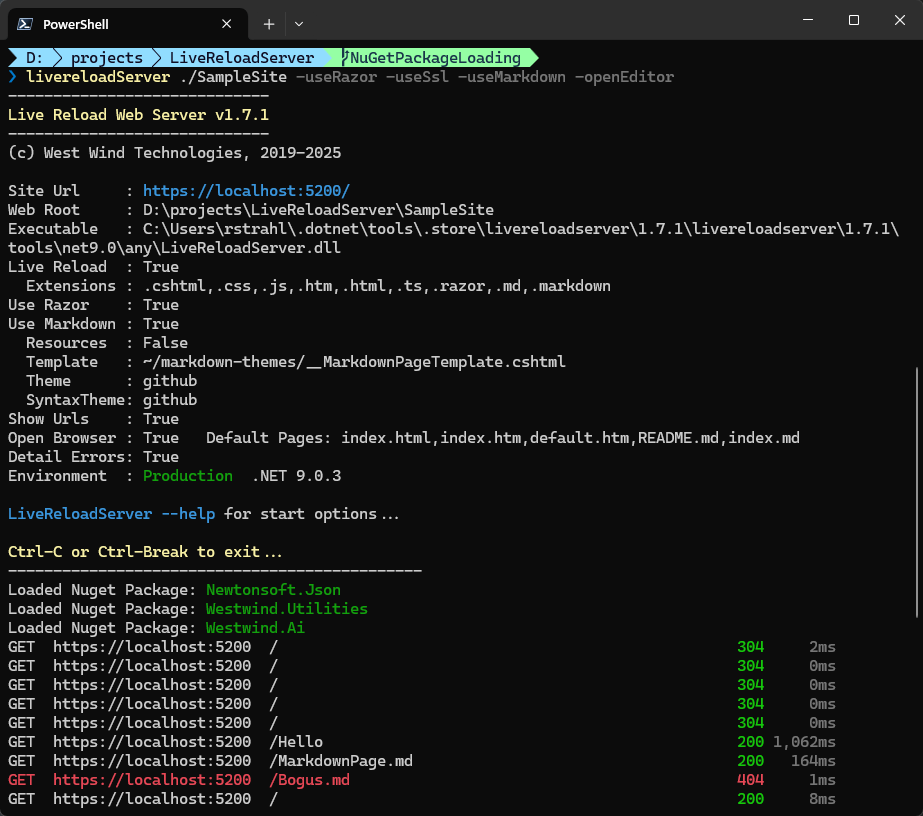 PowerShell
D: projects LiveReloadServer NuGetPackageLoading
❯ livereloadServer ./SampleSite -useRazor -useSsl -useMarkdown -openEditor
-----------------------------
Live Reload Web Server v1.7.1
-----------------------------
(c) West Wind Technologies, 2019-2025
Site Url     : https://localhost:5200/
Web Root     : D:\projects\LiveReloadServer\SampleSite
Executable   : C:\Users\rstrahl\.dotnet\tools\.store\livereloadserver\1.7.1\livereloadserver\1.7.1\
tools\net9.0\any\LiveReloadServer.dll
Live Reload  : True
  Extensions : .cshtml,.css,.js,.htm,.html,.ts,.razor,.md,.markdown
Use Razor    : True
Use Markdown : True
  Resources  : False
  Template   : ~/markdown-themes/__MarkdownPageTemplate.cshtml
  Theme      : github
  SyntaxTheme: github
Show Urls    : True
Open Browser : True   Default Pages: index.html,index.htm,default.htm,README.md,index.md
Detail Errors: True
Environment  : Production  .NET 9.0.3
LiveReloadServer --help for start options...
Ctrl-C or Ctrl-Break to exit...
----------------------------------------------
Loaded Nuget Package: Newtonsoft.Json
Loaded Nuget Package: Westwind.Utilities
Loaded Nuget Package: Westwind.Ai
GET  https://localhost:5200  /  304  2ms
GET  https://localhost:5200  /  304  0ms
GET  https://localhost:5200  /  304  0ms
GET  https://localhost:5200  /  304  0ms
GET  https://localhost:5200  /  304  0ms
GET  https://localhost:5200  /Hello  200  1,062ms
GET  https://localhost:5200  /MarkdownPage.md  200  164ms
GET  https://localhost:5200  /Bogus.md  404  1ms
GET  https://localhost:5200  /  200  8ms